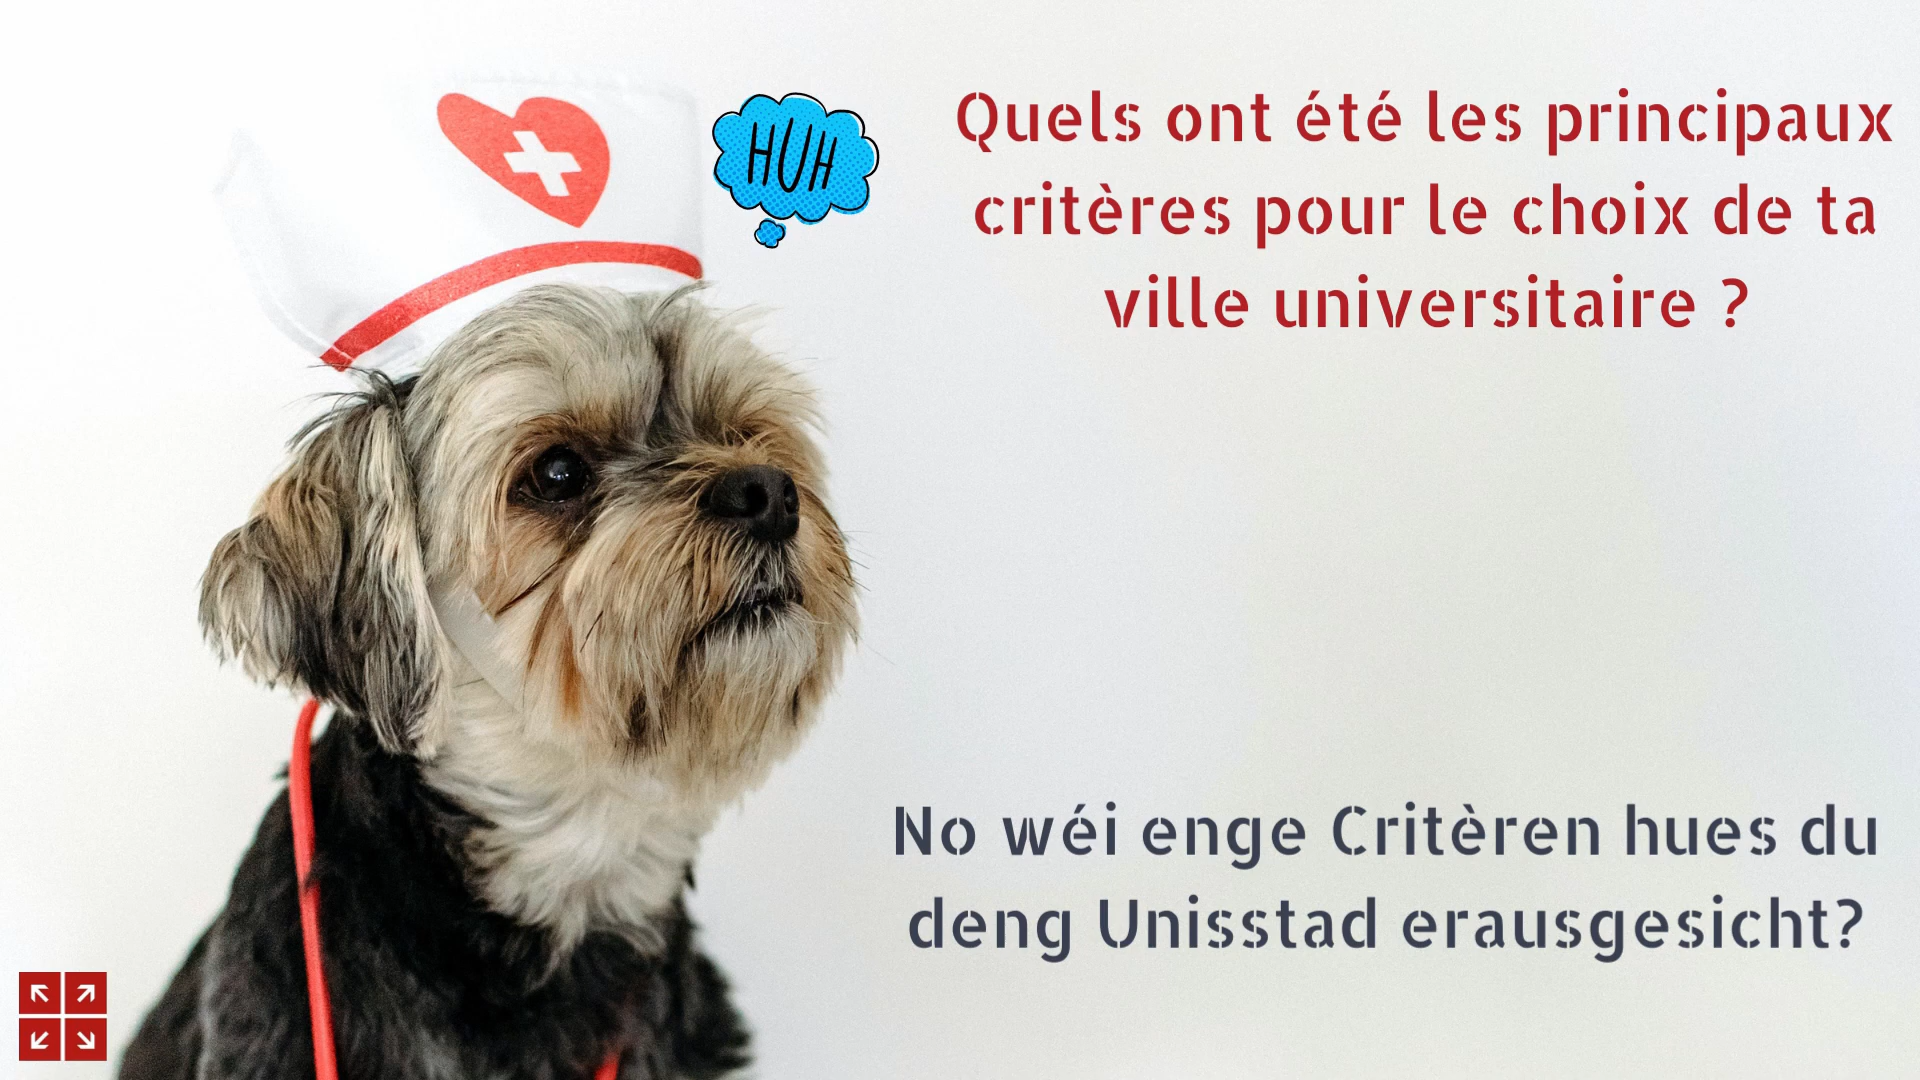 HUH
Quels ont été les principaux
critères pour le choix de ta
ville universitaire ?
No wéi enge Critèren hues du
deng Unisstad erausgesicht?